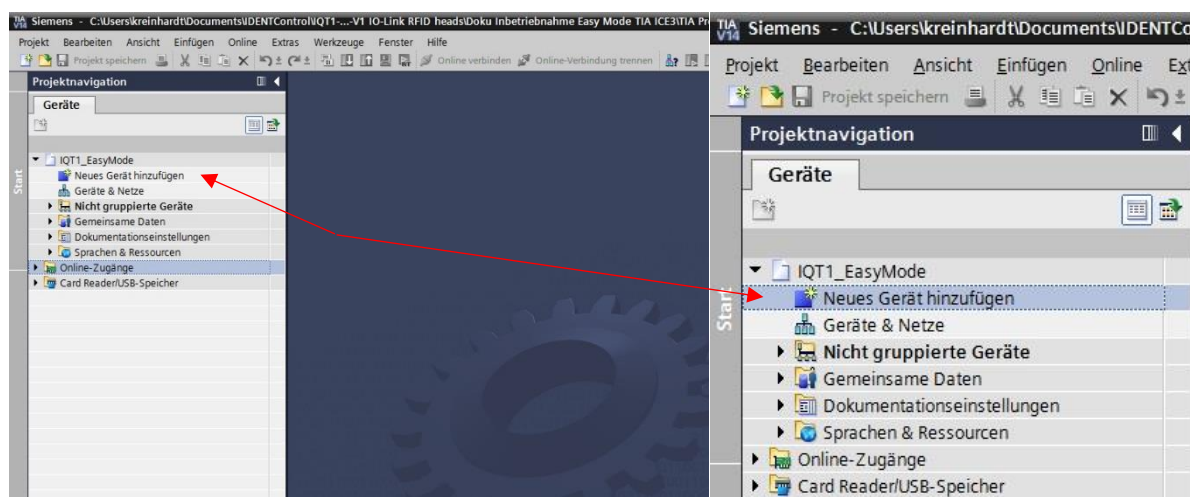 TIA V14 Siemens - C:\Users\kreinhardt\Documents\IDENTControl\IQT1-...-V1 IO-Link RFID heads\Doku Inbetriebnahme Easy Mode TIA ICE3\TIA Pr
Projekt Bearbeiten Ansicht Einfügen Online Extras Werkzeuge Fenster Hilfe
Projekt speichern Online verbinden Online-Verbindung trennen
Projektnavigation
Geräte
Start
IQT1_EasyMode
Neues Gerät hinzufügen
Geräte & Netze
Nicht gruppierte Geräte
Gemeinsame Daten
Dokumentationseinstellungen
Sprachen & Ressourcen
Online-Zugänge
Card Reader/USB-Speicher
TIA V14 Siemens - C:\Users\kreinhardt\Documents\IDENTCo
Projekt Bearbeiten Ansicht Einfügen Online Ext
Projekt speichern
Projektnavigation
Geräte
Start
IQT1_EasyMode
Neues Gerät hinzufügen
Geräte & Netze
Nicht gruppierte Geräte
Gemeinsame Daten
Dokumentationseinstellungen
Sprachen & Ressourcen
Online-Zugänge
Card Reader/USB-Speicher